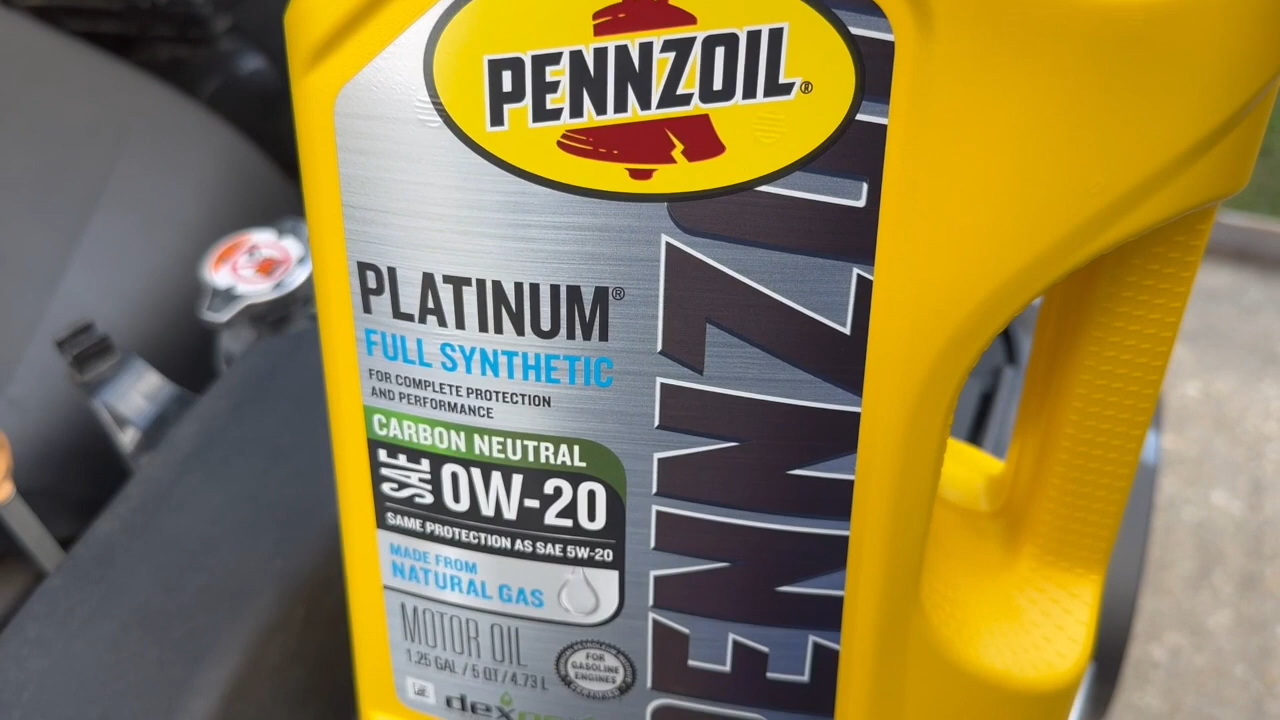 PENNZOIL®
PLATINUM®
FULL SYNTHETIC
FOR COMPLETE PROTECTION
AND PERFORMANCE
CARBON NEUTRAL
SAE 0W-20
SAME PROTECTION AS SAE 5W-20
MADE FROM
NATURAL GAS
MOTOR OIL
1.25 GAL / 5 QT / 4.73 L
FOR
GASOLINE
ENGINES
PENNZOI